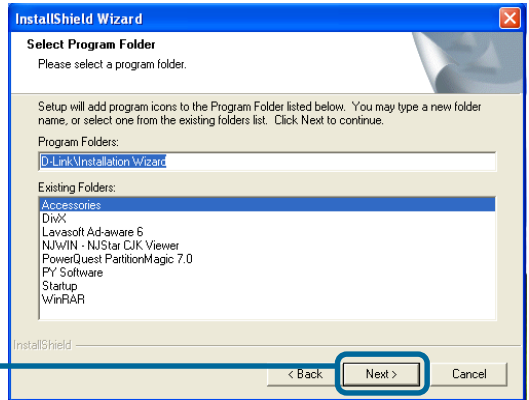 InstallShield Wizard
Select Program Folder
Please select a program folder.
Setup will add program icons to the Program Folder listed below. You may type a new folder
name, or select one from the existing folders list. Click Next to continue.
Program Folders:
D-Link\Installation Wizard
Existing Folders:
Accessories
DivX
Lavasoft Ad-aware 6
NJWIN - NJStar CJK Viewer
PowerQuest PartitionMagic 7.0
PY Software
Startup
WinRAR
InstallShield
< Back
Next >
Cancel